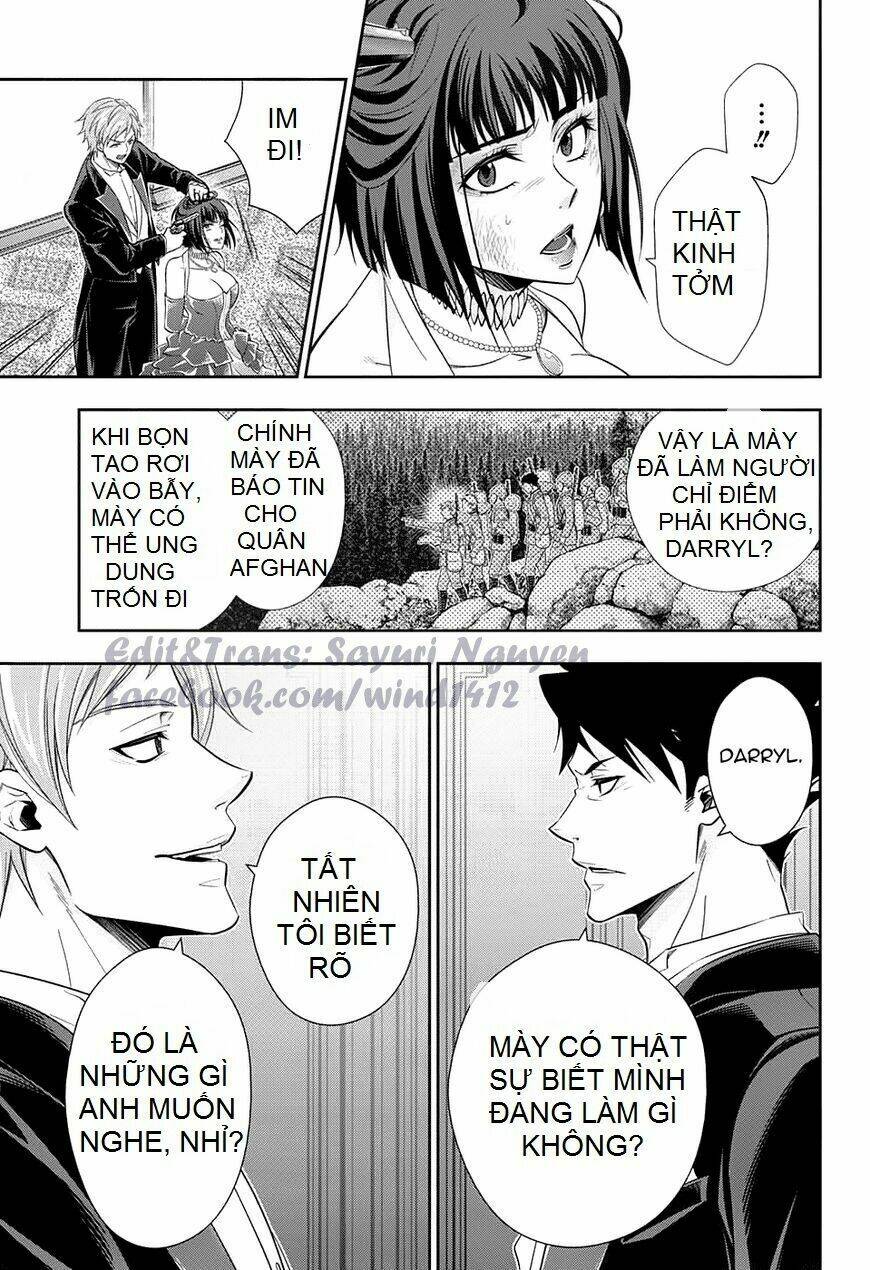 ...!!
THẬT
KINH
TỞM
IM
ĐI!
VẬY LÀ MÀY
ĐÃ LÀM NGƯỜI
CHỈ ĐIỂM
PHẢI KHÔNG,
DARRYL?
CHÍNH
MÀY ĐÃ
BÁO TIN
CHO
QUÂN
AFGHAN
KHI BỌN
TAO RƠI
VÀO BẪY,
MÀY CÓ
THỂ UNG
DUNG
TRỐN ĐI
Edit&Trans: Sayuri Nguyen
facebook.com/wind1412
DARRYL,
MÀY CÓ THẬT
SỰ BIẾT MÌNH
ĐANG LÀM GÌ
KHÔNG?
TẤT
NHIÊN
TÔI BIẾT
RÕ
ĐÓ LÀ
NHỮNG GÌ
ANH MUỐN
NGHE, NHỈ?